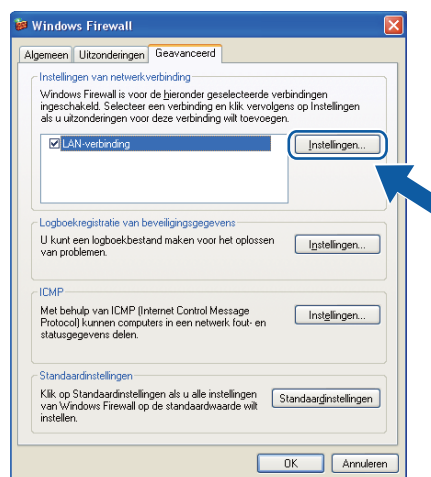 Windows Firewall
Algemeen Uitzonderingen Geavanceerd
Instellingen van netwerkverbinding
Windows Firewall is voor de hieronder geselecteerde verbindingen
ingeschakeld. Selecteer een verbinding en klik vervolgens op Instellingen
als u uitzonderingen voor deze verbinding wilt toevoegen.
LAN-verbinding
Instellingen...
Logboekregistratie van beveiligingsgegevens
U kunt een logboekbestand maken voor het oplossen
van problemen.
Instellingen...
ICMP
Met behulp van ICMP (Internet Control Message
Protocol) kunnen computers in een netwerk fout- en
statusgegevens delen.
Instellingen...
Standaardinstellingen
Klik op Standaardinstellingen als u alle instellingen
van Windows Firewall op de standaardwaarde wilt
instellen.
Standaardinstellingen
OK Annuleren